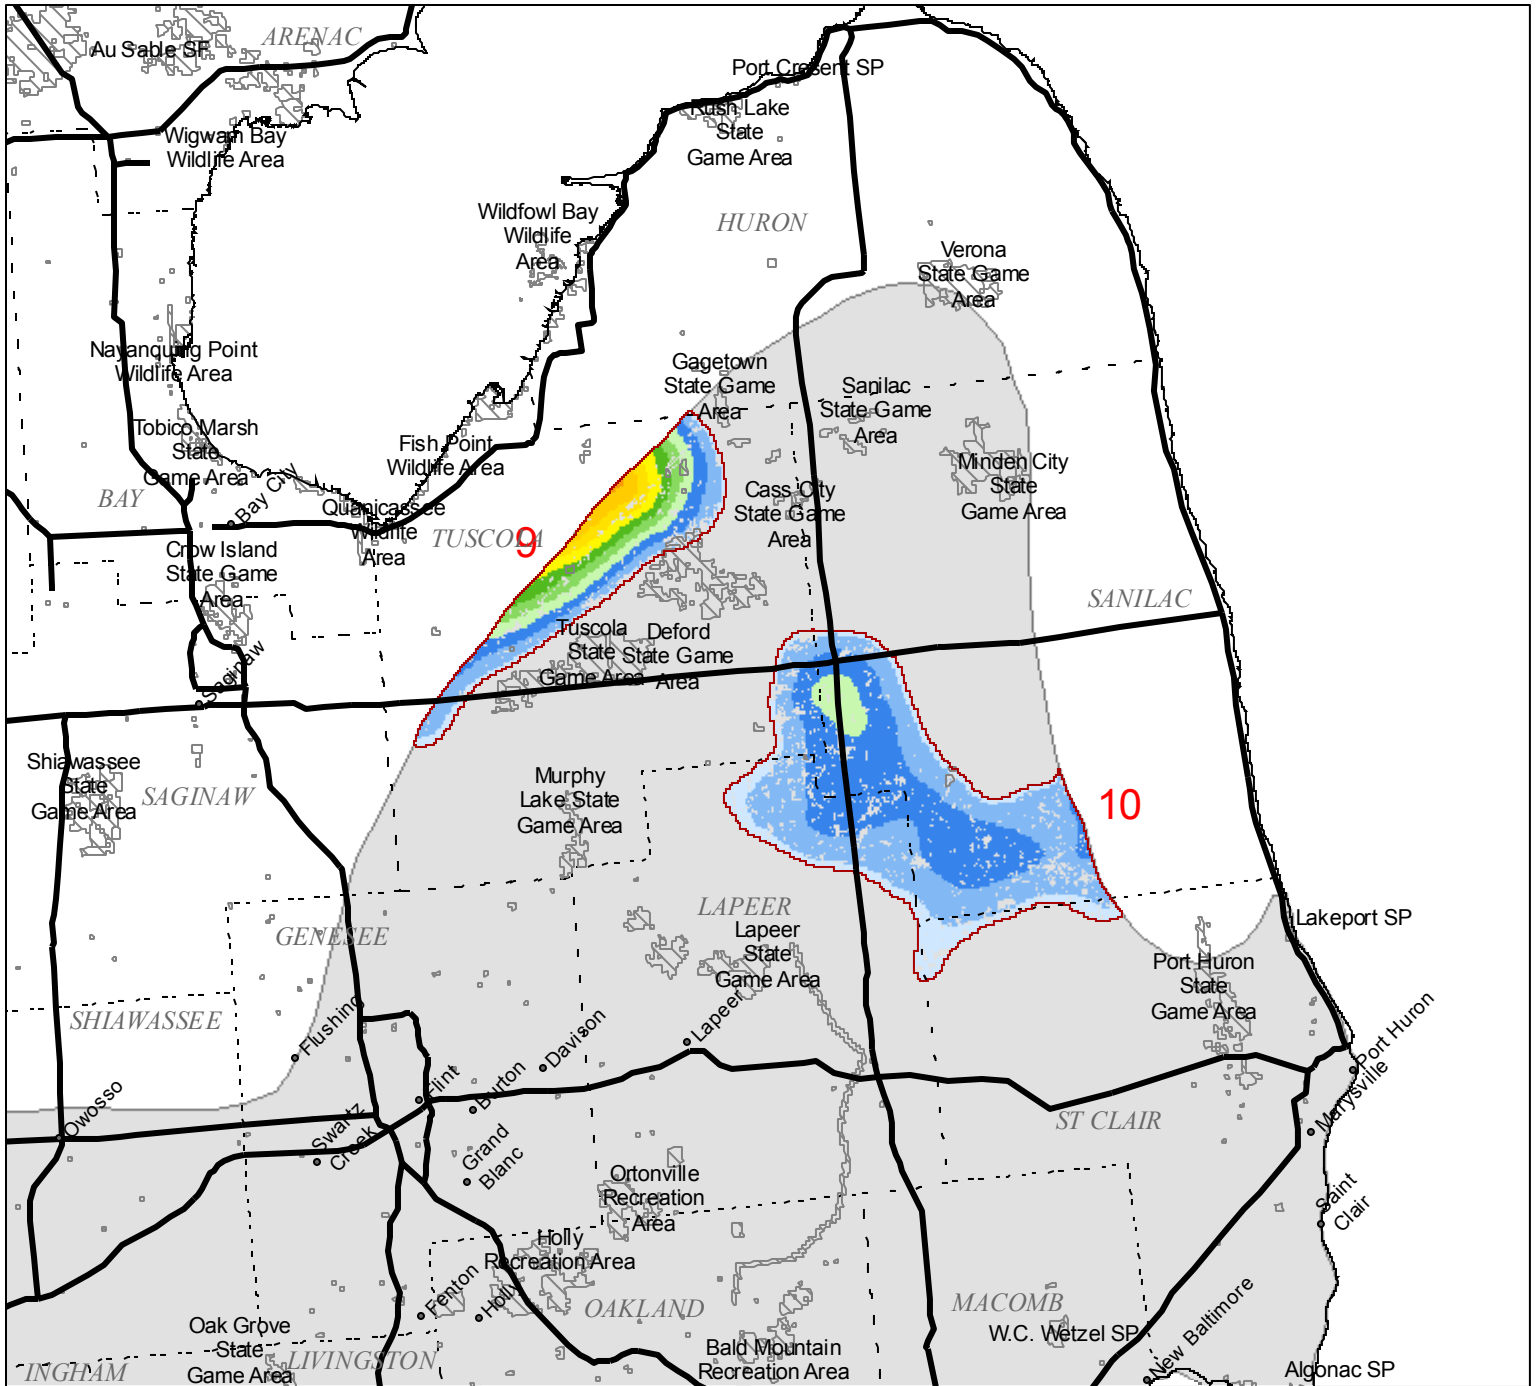 ARENAC
Au Sable SF
Port Cresent SP
Rush Lake
State
Game Area
Wigwam Bay
Wildlife Area
Wildfowl Bay
Wildlife
Area
HURON
Verona
State Game
Area
Nayanquing Point
Wildlife Area
Gagetown
State Game
Area
Sanilac
State Game
Area
Tobico Marsh
State
Game Area
Fish Point
Wildlife Area
Minden City
State
Game Area
BAY
Bay City
Quanicassee
Wildlife
Area
TUSCOLA
9
Cass City
State Game
Area
Crow Island
State Game
Area
SANILAC
Tuscola
State
Game Area
Deford
State Game
Area
Saginaw
Shiawassee
State
Game Area
SAGINAW
Murphy
Lake State
Game Area
10
LAPEER
Lapeer
State
Game Area
Lakeport SP
GENESEE
Port Huron
State
Game Area
SHIAWASSEE
Flushing
Davison
Lapeer
Port Huron
Marysville
Owosso
Flint
Burton
Swartz
Creek
Grand
Blanc
ST CLAIR
Ortonville
Recreation
Area
Saint
Clair
Holly
Recreation Area
Fenton
Holly
OAKLAND
MACOMB
W.C. Wetzel SP
New Baltimore
Oak Grove
State
Game Area
LIVINGSTON
INGHAM
Bald Mountain
Recreation Area
Algonac SP